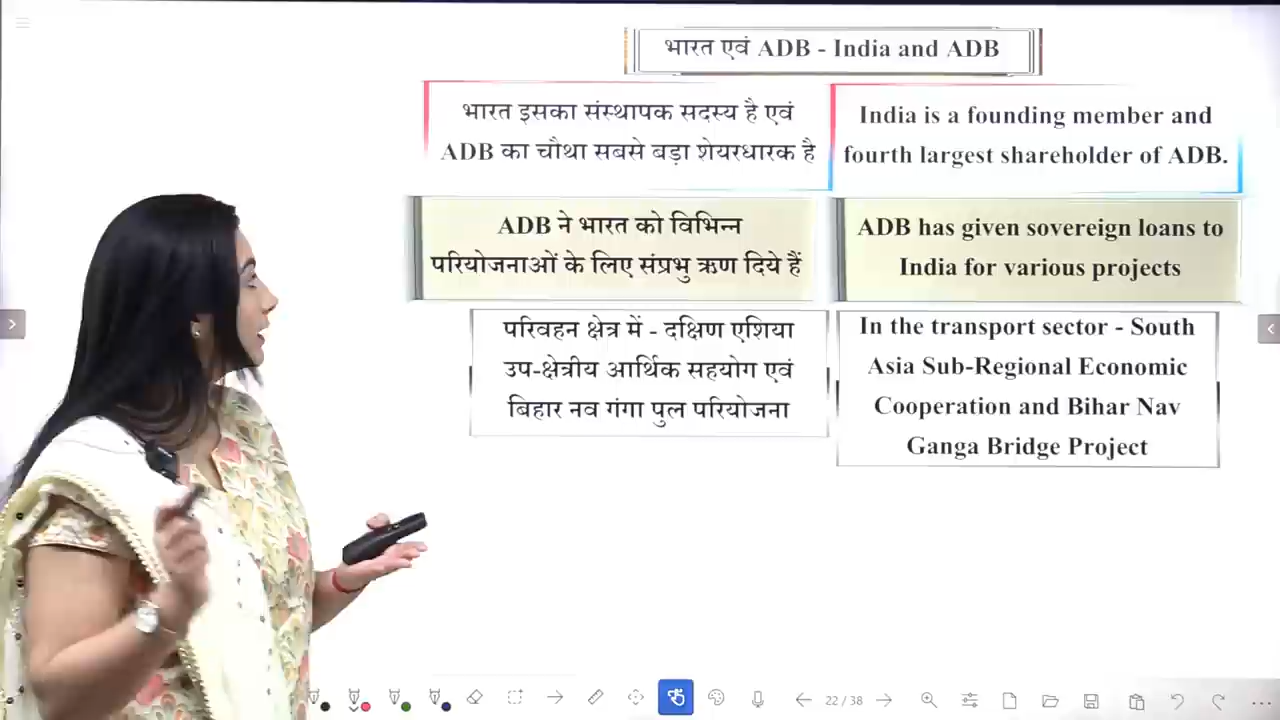 भारत एवं ADB - India and ADB
भारत इसका संस्थापक सदस्य है एवं
ADB का चौथा सबसे बड़ा शेयरधारक है
India is a founding member and
fourth largest shareholder of ADB.
ADB ने भारत को विभिन्न
परियोजनाओं के लिए संप्रभु ऋण दिये हैं
ADB has given sovereign loans to
India for various projects
परिवहन क्षेत्र में - दक्षिण एशिया
उप-क्षेत्रीय आर्थिक सहयोग एवं
बिहार नव गंगा पुल परियोजना
In the transport sector - South
Asia Sub-Regional Economic
Cooperation and Bihar Nav
Ganga Bridge Project
22 / 38